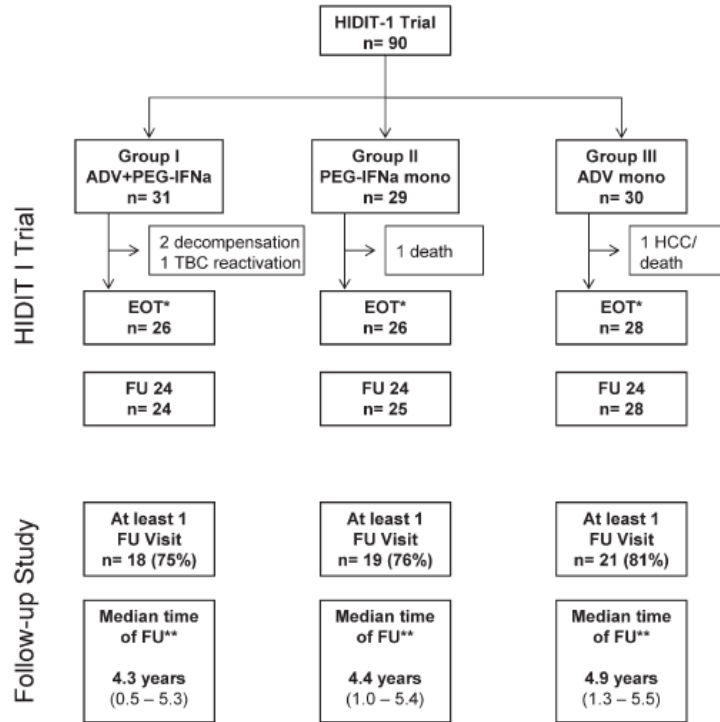 HIDIT-1 Trial
n= 90
HIDIT I Trial
Group I
ADV+PEG-IFNa
n= 31
Group II
PEG-IFNa mono
n= 29
Group III
ADV mono
n= 30
2 decompensation
1 TBC reactivation
1 death
1 HCC/
death
EOT*
n= 26
EOT*
n= 26
EOT*
n= 28
FU 24
n= 24
FU 24
n= 25
FU 24
n= 28
Follow-up Study
At least 1
FU Visit
n= 18 (75%)
At least 1
FU Visit
n= 19 (76%)
At least 1
FU Visit
n= 21 (81%)
Median time
of FU**
4.3 years
(0.5 – 5.3)
Median time
of FU**
4.4 years
(1.0 – 5.4)
Median time
of FU**
4.9 years
(1.3 – 5.5)